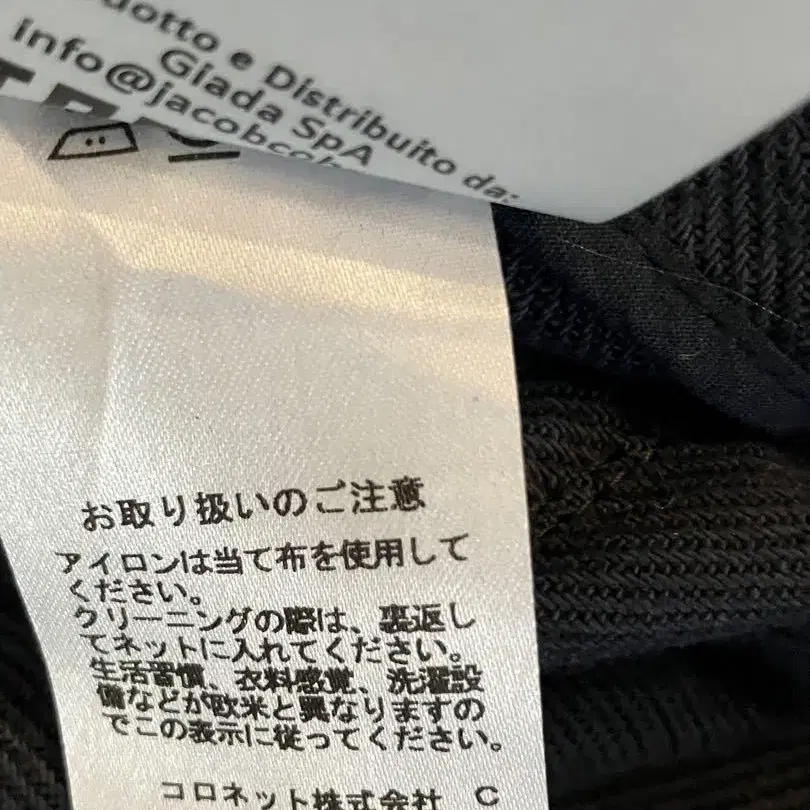 e Distribuito da:
Giada SpA
お取り扱いのご注意
アイロンは当て布を使用して
ください。
クリーニングの際は、裏返し
てネットに入れてください。
生活習慣、衣料感覚、洗濯設
備などが欧米と異なりますの
でこの表示に従ってください。
コロネット株式会社 C